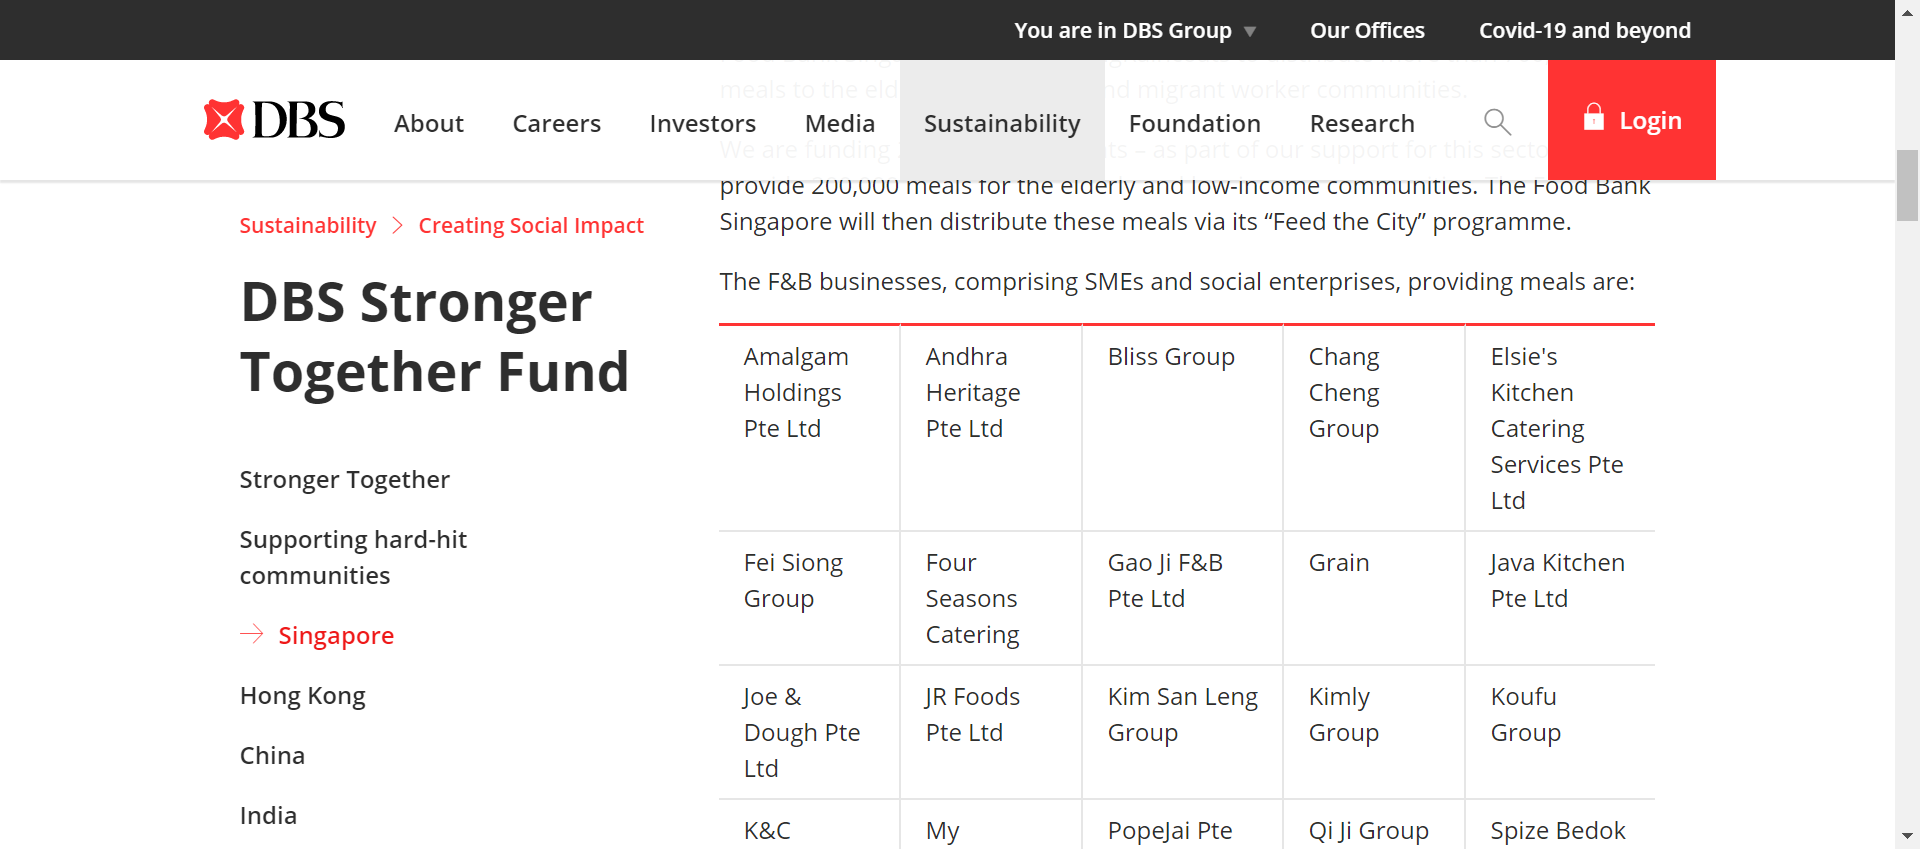 You are in DBS Group
Our Offices
Covid-19 and beyond
DBS
About
Careers
Investors
Media
Sustainability
Foundation
Research
Login
meals to the eld
nd migrant worker communities.
We are funding
ts – as part of our support for this secto
provide 200,000 meals for the elderly and low-income communities. The Food Bank
Singapore will then distribute these meals via its “Feed the City” programme.
The F&B businesses, comprising SMEs and social enterprises, providing meals are:
Sustainability
Creating Social Impact
DBS Stronger
Together Fund
Stronger Together
Supporting hard-hit
communities
Singapore
Hong Kong
China
India
Amalgam
Holdings
Pte Ltd
Andhra
Heritage
Pte Ltd
Bliss Group
Chang
Cheng
Group
Elsie's
Kitchen
Catering
Services Pte
Ltd
Fei Siong
Group
Four
Seasons
Catering
Gao Ji F&B
Pte Ltd
Grain
Java Kitchen
Pte Ltd
Joe &
Dough Pte
Ltd
JR Foods
Pte Ltd
Kim San Leng
Group
Kimly
Group
Koufu
Group
K&C
My
PopeJai Pte
Qi Ji Group
Spize Bedok